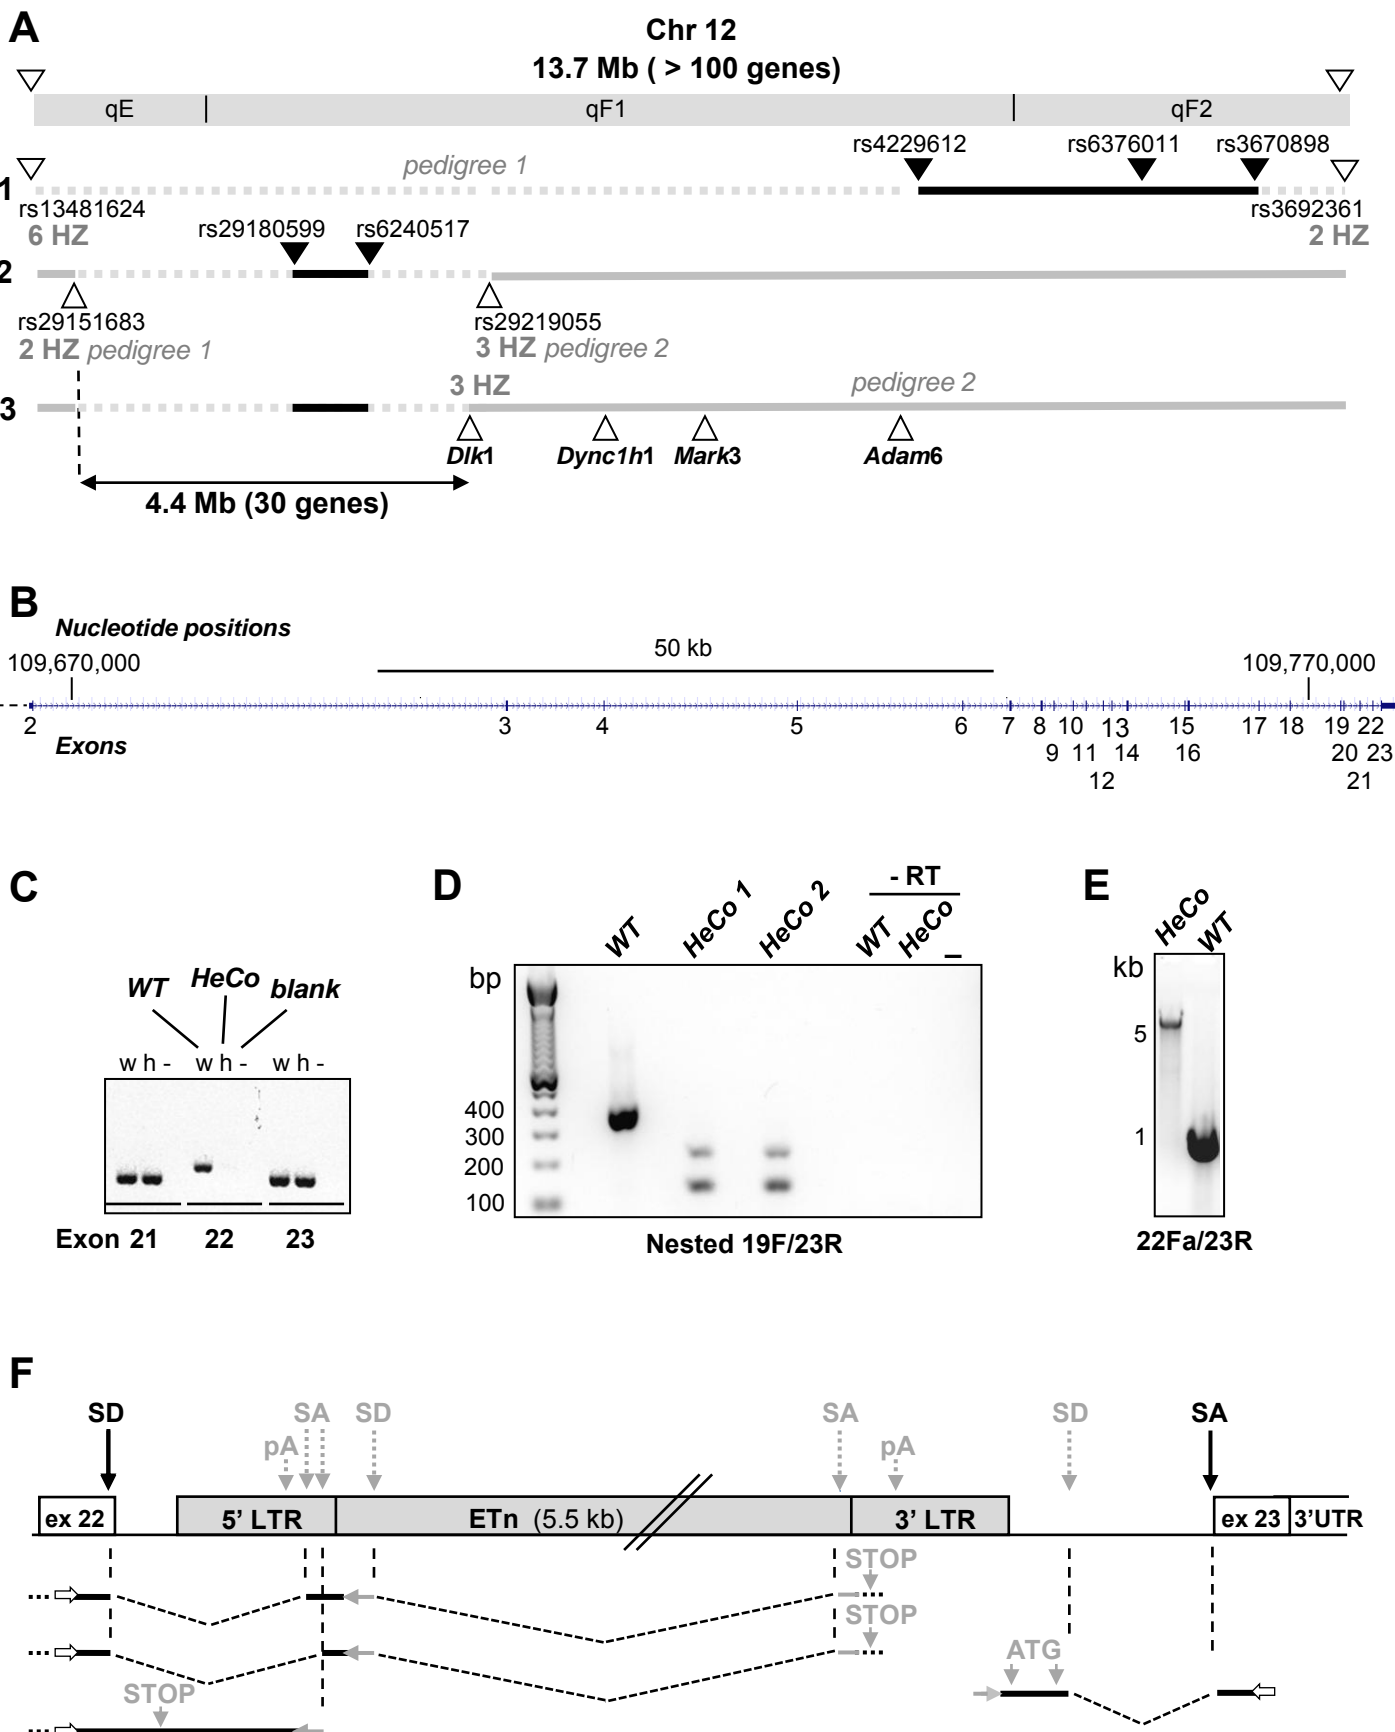 A
Chr 12
13.7 Mb ( > 100 genes)
qE
qF1
qF2
rs4229612
rs6376011
rs3670898
pedigree 1
1
rs13481624
rs3692361
6 HZ
2 HZ
rs29180599
rs6240517
2
rs29151683
rs29219055
2 HZ pedigree 1
3 HZ pedigree 2
3 HZ
pedigree 2
3
Dlk1
Dync1h1
Mark3
Adam6
4.4 Mb (30 genes)
B
Nucleotide positions
50 kb
109,670,000
109,770,000
2 3 4 5 6 7 8 10 13 15 17 18 19 22
Exons
9 11 14 16 20 23
12 21
C
WT
HeCo
blank
w h - w h - w h -
Exon 21 22 23
D
- RT
WT
HeCo 1
HeCo 2
WT
HeCo
_
bp
400
300
200
100
Nested 19F/23R
E
HeCo
WT
kb
5
1
22Fa/23R
F
SD
SA
SD
SA
SD
SA
pA
pA
ex 22
5’ LTR
ETn (5.5 kb)
3’ LTR
ex 23
3’UTR
STOP
STOP
ATG
STOP